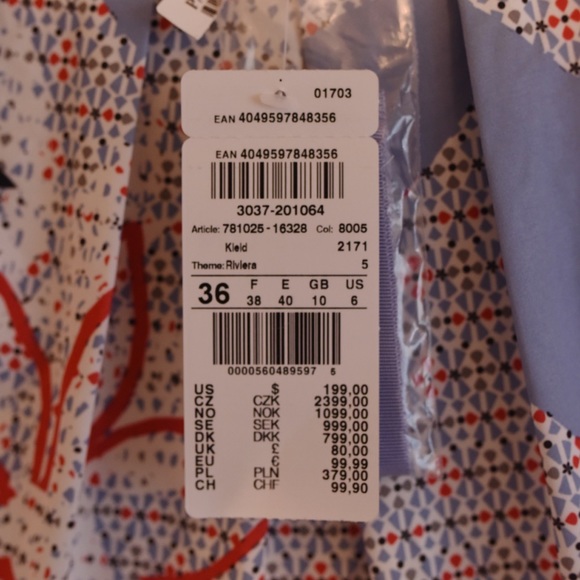 01703
EAN 4049597848356
EAN 4049597848356
3037-201064
Article: 781025-16328 Col: 8005
Kleid 2171
Theme: Riviera 5
36 F E GB US
38 40 10 6
0000560489597 6
US $ 199,00
CZ CZK 2399,00
NO NOK 1099,00
SE SEK 999,00
DK DKK 799,00
UK £ 80,00
EU € 99.99
PL PLN 379,00
CH CHF 99,90